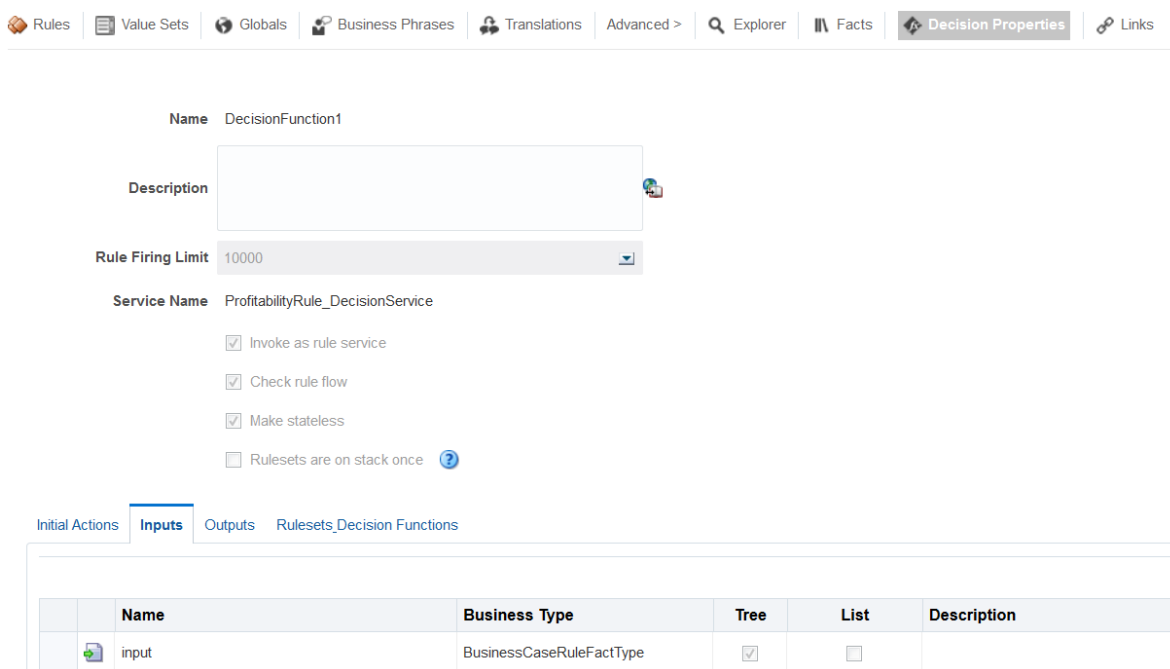 Rules Value Sets Globals Business Phrases Translations Advanced > Explorer Facts Decision Properties Links
Name DecisionFunction1
Description
Rule Firing Limit 10000
Service Name ProfitabilityRule_DecisionService
Invoke as rule service
Check rule flow
Make stateless
Rulesets are on stack once ?
Initial Actions Inputs Outputs Rulesets_Decision Functions
Name Business Type Tree List Description
input BusinessCaseRuleFactType